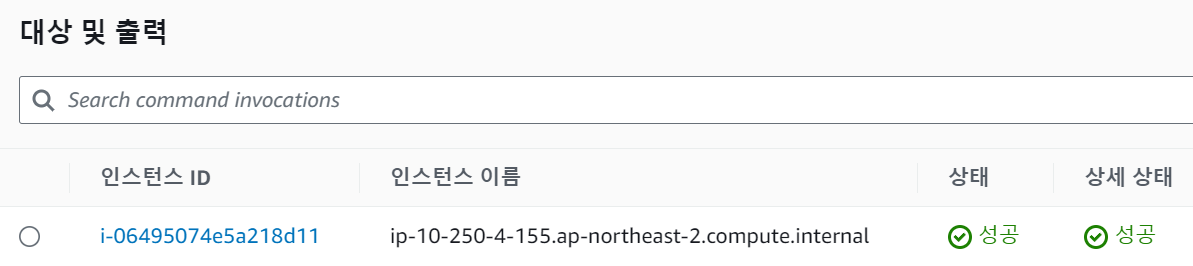 대상 및 출력
Search command invocations
인스턴스 ID 인스턴스 이름 상태 상세 상태
i-06495074e5a218d11 ip-10-250-4-155.ap-northeast-2.compute.internal 성공 성공